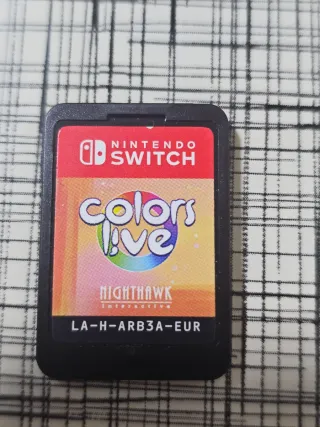 NINTENDO
SWITCH
colors
live
NIGHTHAWK
interactive
LA-H-ARB3A-EUR